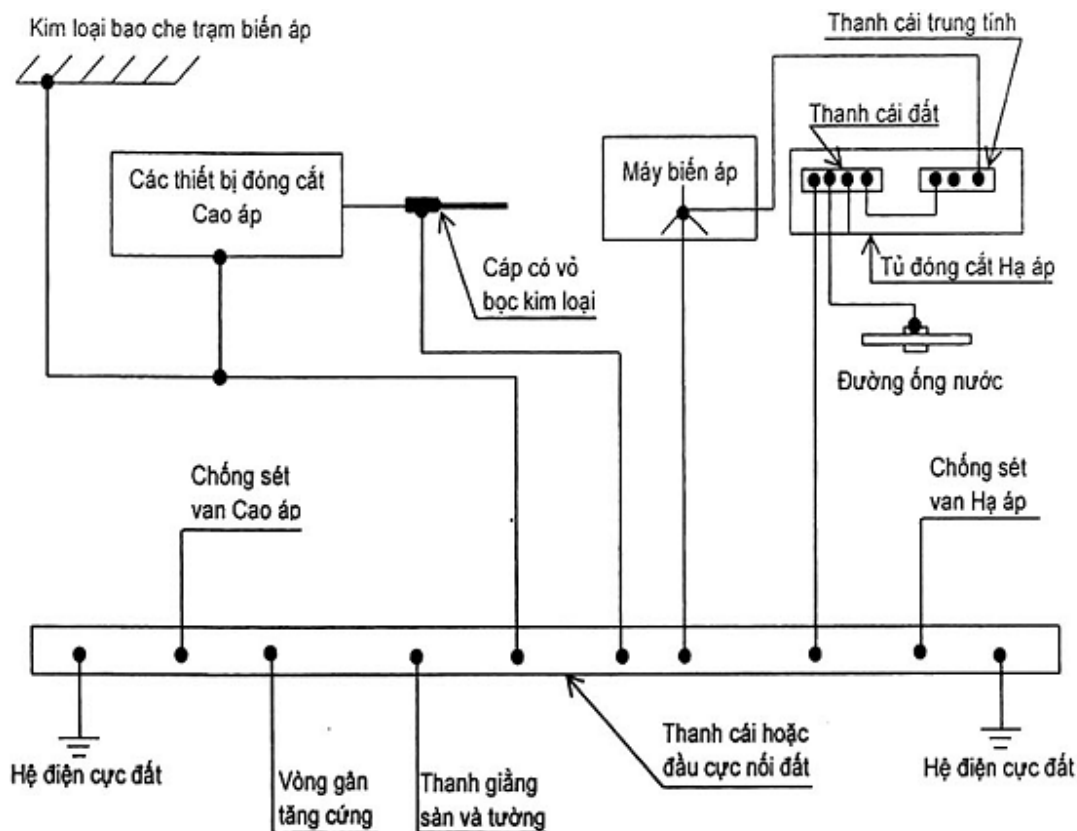 Kim loại bao che trạm biến áp
Thanh cái trung tính
Thanh cái đất
Các thiết bị đóng cắt
Cao áp
Máy biến áp
Cáp có vỏ
bọc kim loại
Tủ đóng cắt Hạ áp
Đường ống nước
Chống sét
van Cao áp
Chống sét
van Hạ áp
Hệ điện cực đất
Vòng gân
tăng cứng
Thanh giằng
sàn và tường
Thanh cái hoặc
đầu cực nối đất
Hệ điện cực đất